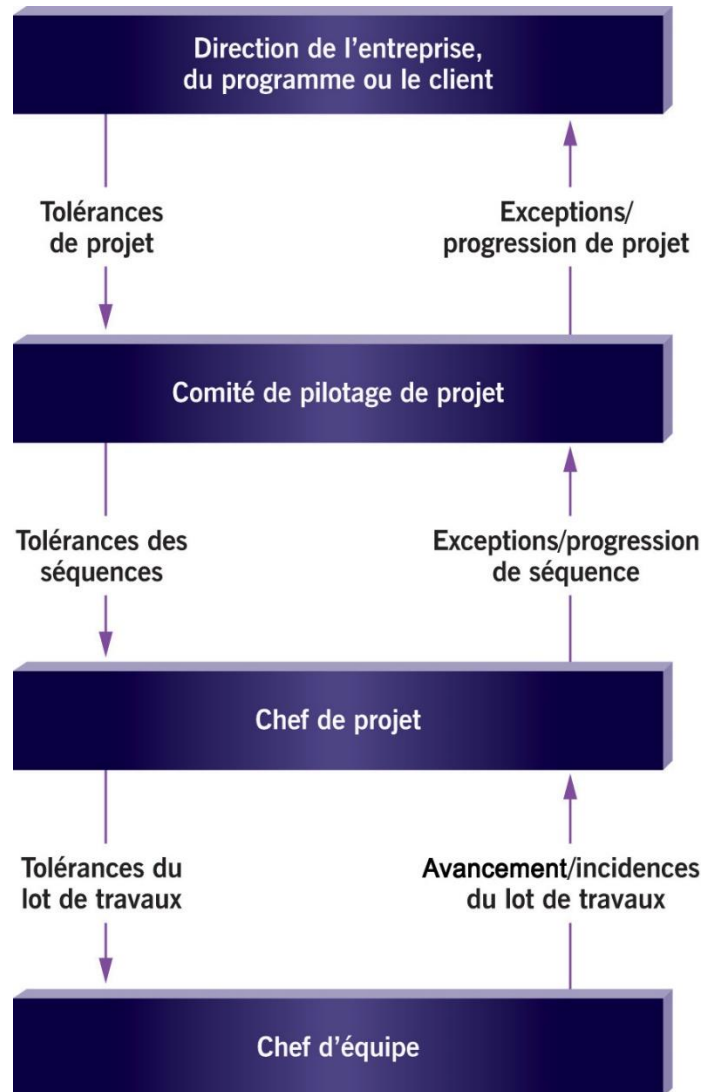 Direction de l’entreprise,
du programme ou le client
Tolérances
de projet
Exceptions/
progression de projet
Comité de pilotage de projet
Tolérances des
séquences
Exceptions/progression
de séquence
Chef de projet
Tolérances du
lot de travaux
Avancement/incidences
du lot de travaux
Chef d’équipe